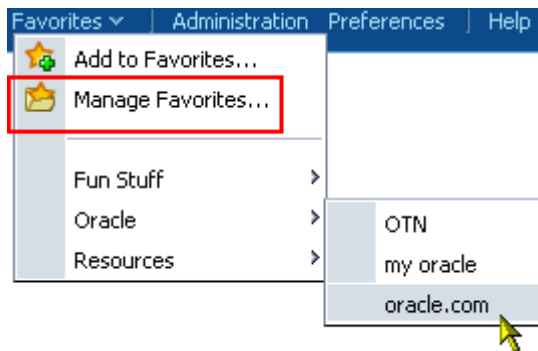 Favorites Administration Preferences Help
Add to Favorites...
Manage Favorites...
Fun Stuff
Oracle
Resources
OTN
my oracle
oracle.com